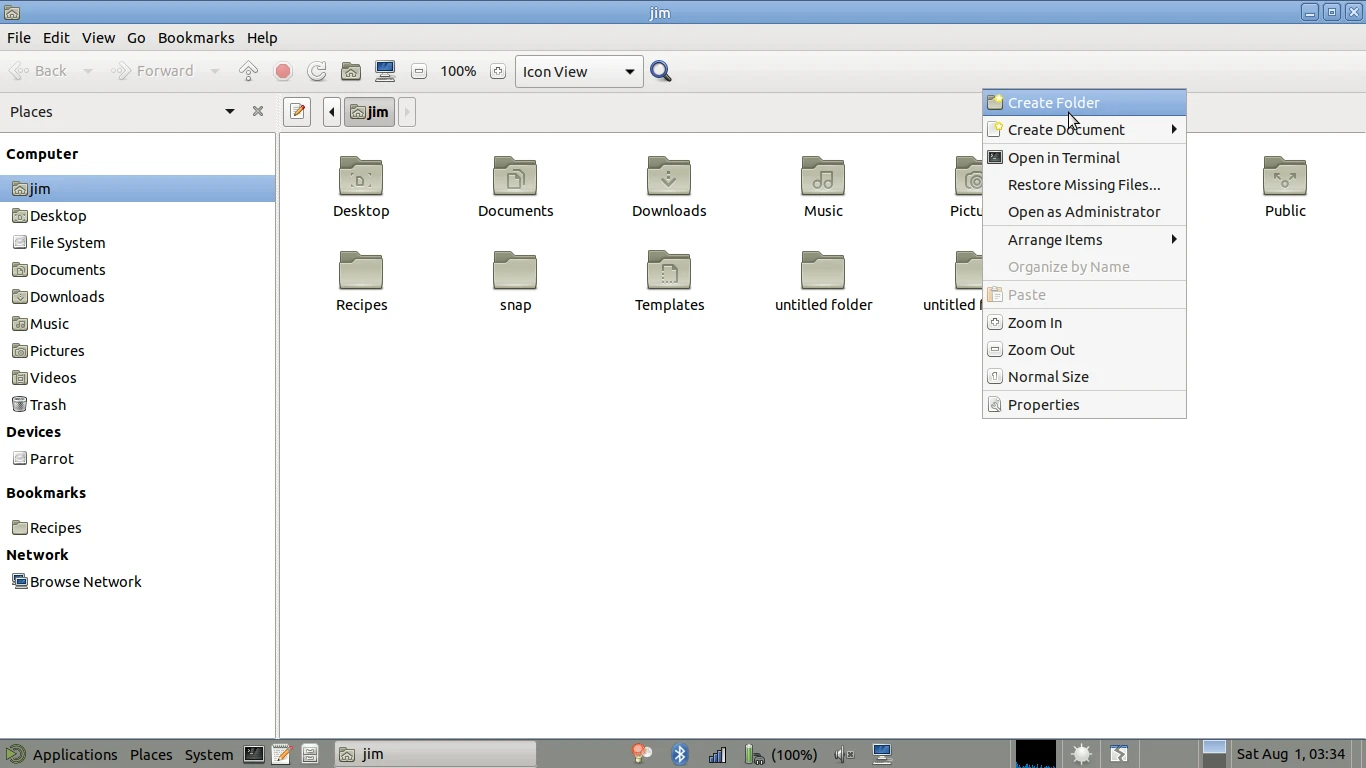 jim
File Edit View Go Bookmarks Help
Back Forward 100% Icon View
Places jim
Computer
jim
Desktop
File System
Documents
Downloads
Music
Pictures
Videos
Trash
Devices
Parrot
Bookmarks
Recipes
Network
Browse Network
Desktop Documents Downloads Music Pictu Public
Recipes snap Templates untitled folder untitled
Create Folder
Create Document
Open in Terminal
Restore Missing Files...
Open as Administrator
Arrange Items
Organize by Name
Paste
Zoom In
Zoom Out
Normal Size
Properties
Applications Places System jim (100%) Sat Aug 1, 03:34